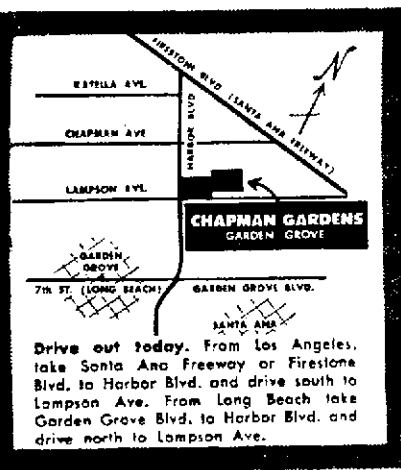 FIRESTONE BLVD (SANTA ANA FREEWAY)
N
KATELLA AVE.
HARBOR BLVD
CHAPMAN AVE
LAMPSON AVE.
CHAPMAN GARDENS
GARDEN GROVE
GARDEN
GROVE
7th ST. (LONG BEACH) GARDEN GROVE BLVD.
SANTA ANA
Drive out today. From Los Angeles,
take Santa Ana Freeway or Firestone
Blvd. to Harbor Blvd. and drive south to
Lampson Ave. From Long Beach take
Garden Grove Blvd. to Harbor Blvd. and
drive north to Lampson Ave.